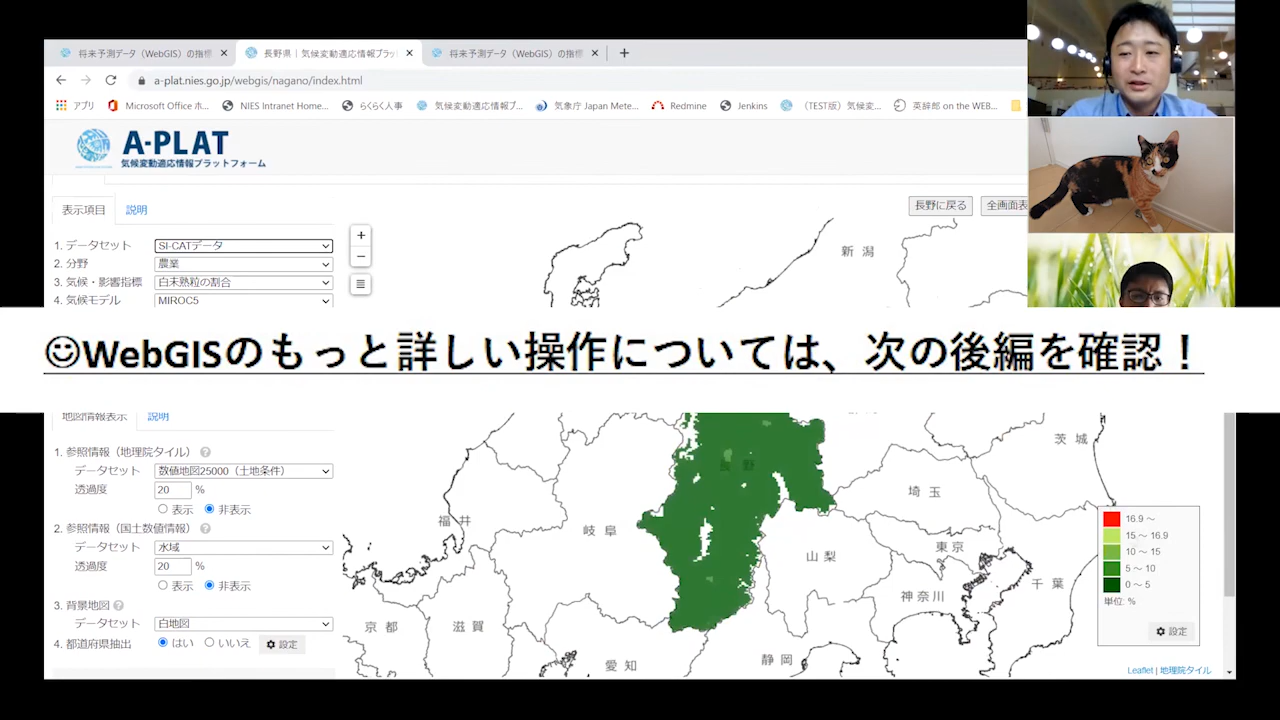 将来予測データ（WebGIS）の指標
長野県｜気候変動適応情報プラッ
将来予測データ（WebGIS）の指標
a-plat.nies.go.jp/webgis/nagano/index.html
アプリ
Microsoft Office ホ...
NIES Intranet Home...
らくらく人事
気候変動適応情報プ...
気象庁 Japan Mete...
Redmine
Jenkins
（TEST版）気候変...
英辞郎 on the WEB...
A-PLAT
気候変動適応情報プラットフォーム
表示項目
説明
長野に戻る
全画面表
1. データセット
SI-CATデータ
2. 分野
農業
3. 気候・影響指標
白未熟粒の割合
4. 気候モデル
MIROC5
+
−
新潟
☺WebGISのもっと詳しい操作については、次の後編を確認！
地図情報表示
説明
1. 参照情報（地理院タイル）
データセット
数値地図25000（土地条件）
透過度
20
%
表示
非表示
2. 参照情報（国土数値情報）
データセット
水域
透過度
20
%
表示
非表示
3. 背景地図
データセット
白地図
4. 都道府県抽出
はい
いいえ
設定
長野
茨城
埼玉
福井
岐阜
山梨
東京
千葉
神奈川
京都
滋賀
愛知
静岡
16.9 ～
15 ～ 16.9
10 ～ 15
5 ～ 10
0 ～ 5
単位: %
設定
Leaflet | 地理院タイル